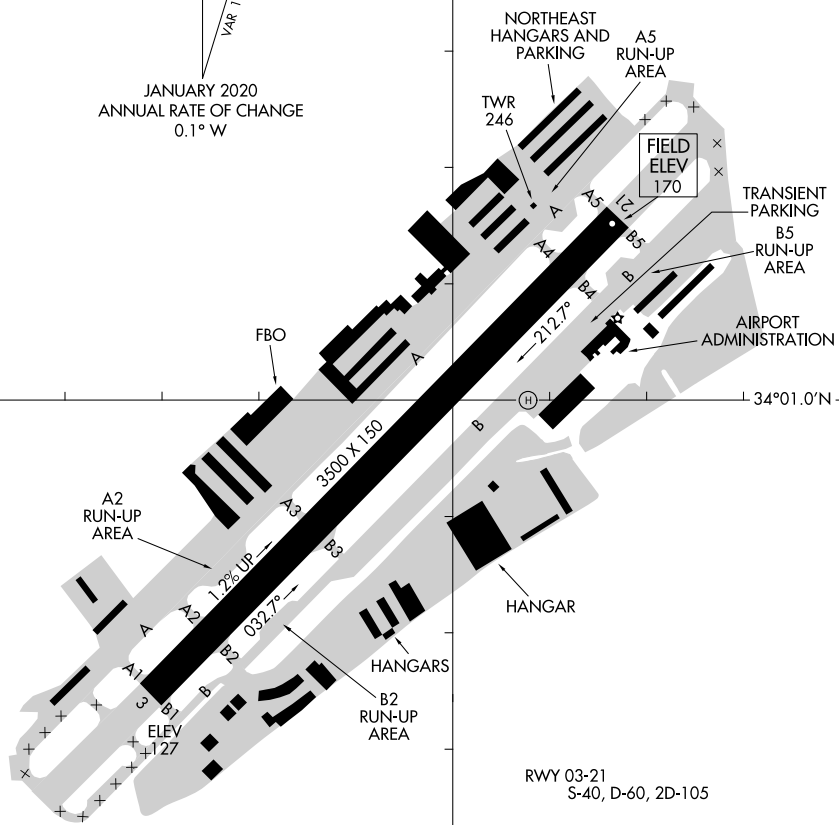 VAR 1
JANUARY 2020
ANNUAL RATE OF CHANGE
0.1° W
NORTHEAST
HANGARS AND
PARKING
A5
RUN-UP
AREA
TWR
246
FIELD
ELEV
170
TRANSIENT
PARKING
B5
RUN-UP
AREA
AIRPORT
ADMINISTRATION
A
A5
21
B5
A4
B
B4
212.7°
FBO
A
34°01.0'N
H
B
3500 X 150
A2
RUN-UP
AREA
A3
B3
1.2% UP
HANGAR
032.7°
A2
A
B2
HANGARS
A1
B
B2
RUN-UP
AREA
3
B1
ELEV
127
RWY 03-21
S-40, D-60, 2D-105